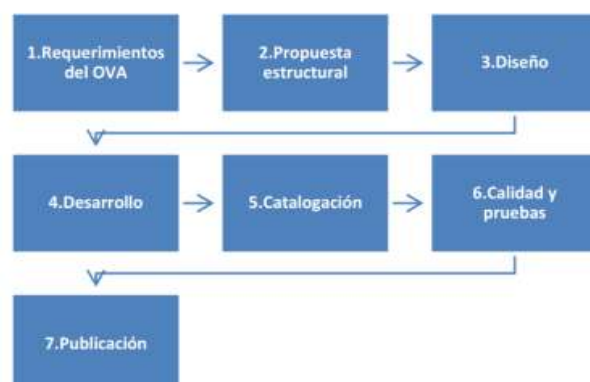 1.Requerimientos
del OVA
2.Propuesta
estructural
3.Diseño
4.Desarrollo
5.Catalogación
6.Calidad y
pruebas
7.Publicación